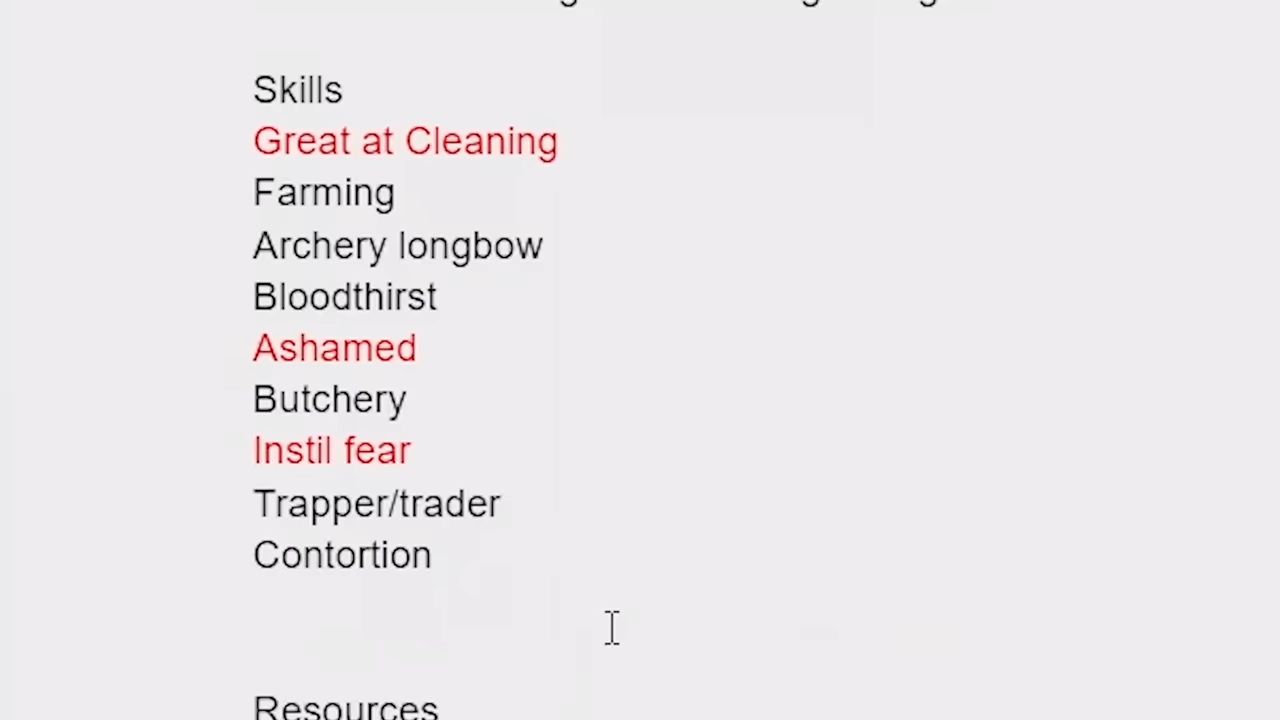 Skills
Great at Cleaning
Farming
Archery longbow
Bloodthirst
Ashamed
Butchery
Instil fear
Trapper/trader
Contortion
Resources